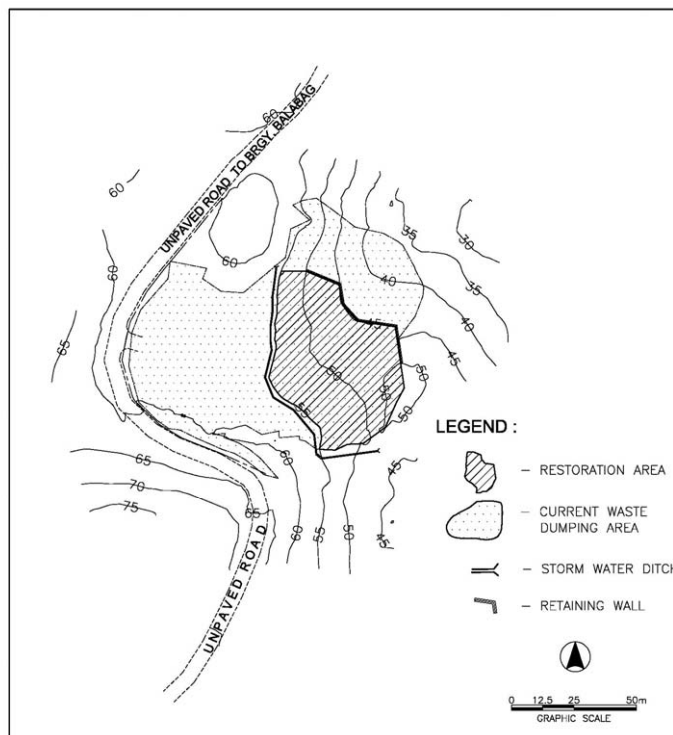 60
UNPAVED ROAD TO BRGY. BALABAG
60
60
60
35
30
35
40
40
45
45
65
50
50
50
55
60
45
65
70
75
65
60
55
50
45
UNPAVED ROAD
LEGEND :
— RESTORATION AREA
— CURRENT WASTE
DUMPING AREA
— STORM WATER DITCH
— RETAINING WALL
0 12.5 25 50m
GRAPHIC SCALE